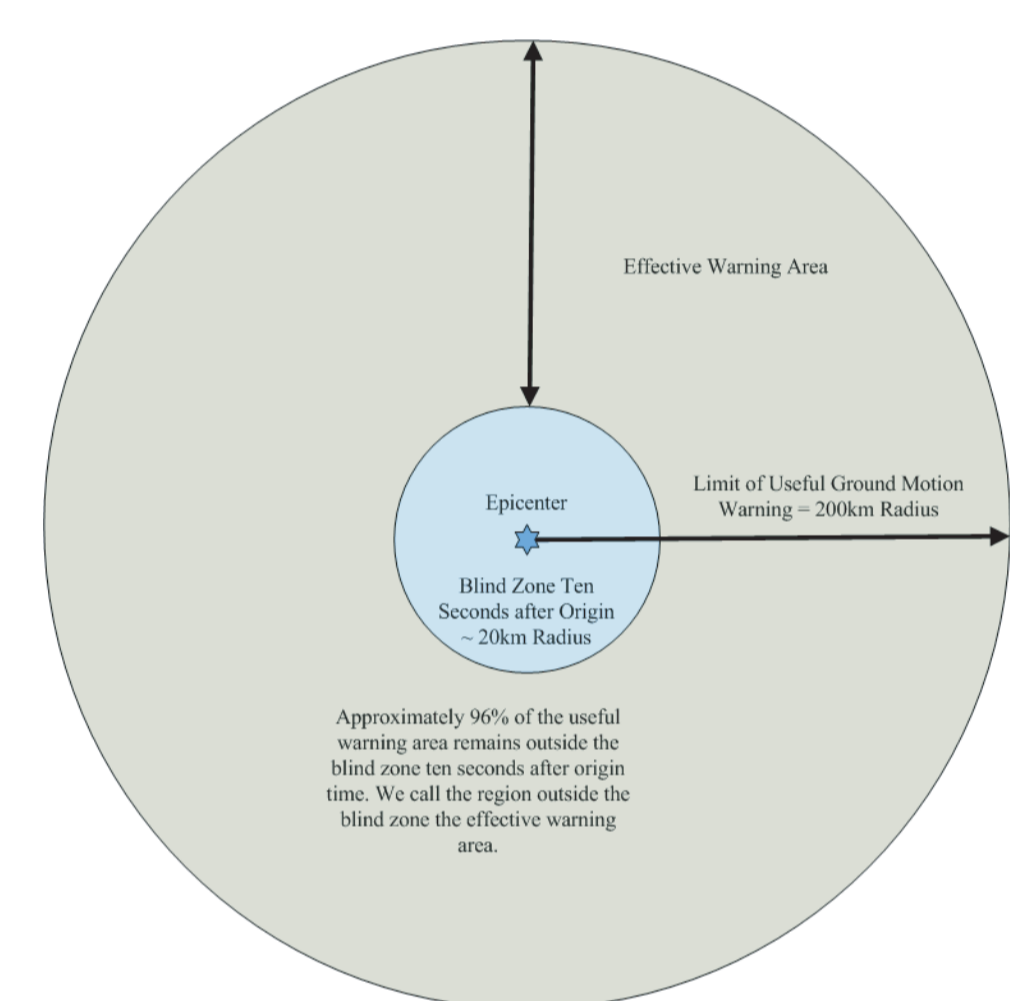 Effective Warning Area
Limit of Useful Ground Motion
Warning = 200km Radius
Epicenter
Blind Zone Ten
Seconds after Origin
~ 20km Radius
Approximately 96% of the useful
warning area remains outside the
blind zone ten seconds after origin
time. We call the region outside the
blind zone the effective warning
area.